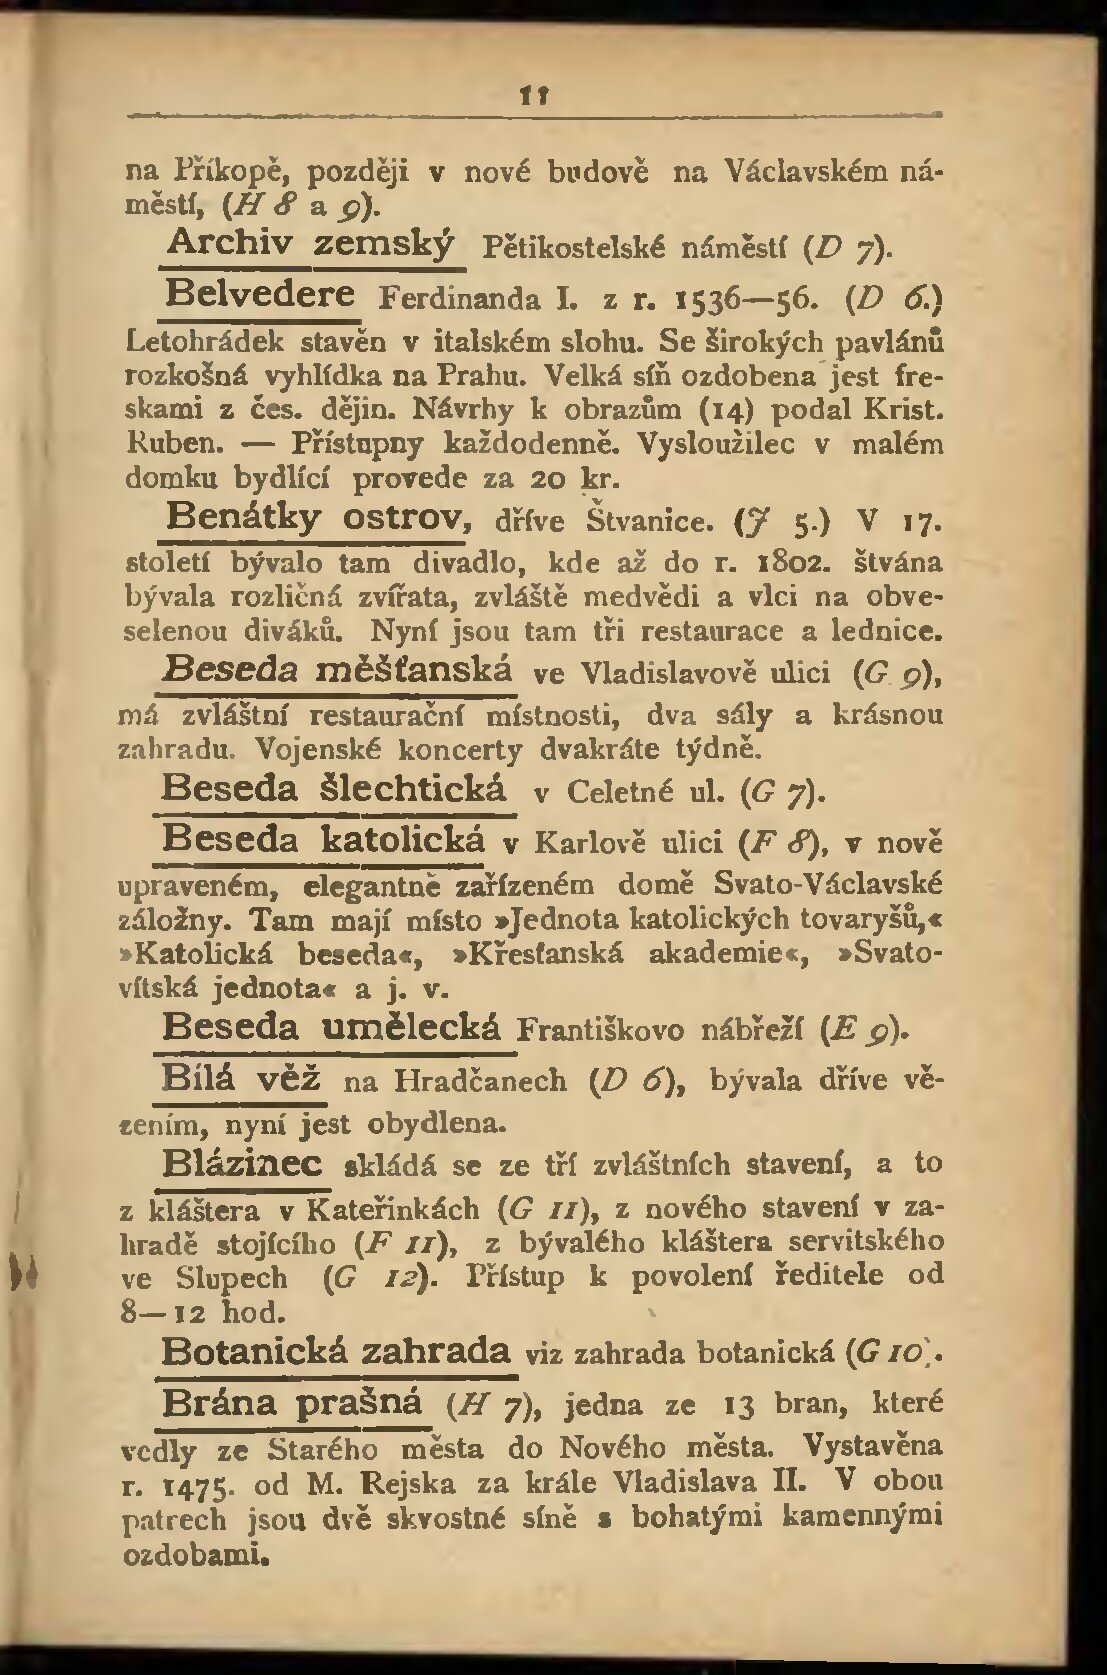 11
na Příkopě, později v nové budově na Václavském ná-
městí, (H 8 a 9).
Archiv zemský Pětikostelské náměstí (D 7).
Belvedere Ferdinanda I. z r. 1536—56. (D 6.)
Letohrádek stavěn v italském slohu. Se širokých pavlánů
rozkošná vyhlídka na Prahu. Velká síň ozdobena jest fre-
skami z čes. dějin. Návrhy k obrazům (14) podal Krist.
Ruben. — Přístupny každodenně. Vysloužilec v malém
domku bydlící provede za 20 kr.
Benátky ostrov, dříve Štvanice. (J 5.) V 17.
století bývalo tam divadlo, kde až do r. 1802. štvána
bývala rozličná zvířata, zvláště medvědi a vlci na obve-
selenou diváků. Nyní jsou tam tři restaurace a lednice.
Beseda měšťanská ve Vladislavově ulici (G 9),
má zvláštní restaurační místnosti, dva sály a krásnou
zahradu. Vojenské koncerty dvakráte týdně.
Beseda šlechtická v Celetné ul. (G 7).
Beseda katolická v Karlově ulici (F 8), v nově
upraveném, elegantně zařízeném domě Svato-Václavské
záložny. Tam mají místo »Jednota katolických tovaryšů,«
»Katolická beseda«, »Křesťanská akademie«, »Svato-
vítská jednota« a j. v.
Beseda umělecká Františkovo nábřeží (E 9).
Bílá věž na Hradčanech (D 6), bývala dříve vě-
zením, nyní jest obydlena.
Blázinec skládá se ze tří zvláštních stavení, a to
z kláštera v Kateřinkách (G 11), z nového stavení v za-
hradě stojícího (F 11), z bývalého kláštera servitského
ve Slupech (G 12). Přístup k povolení ředitele od
8—12 hod.
Botanická zahrada viz zahrada botanická (G 10).
Brána prašná (H 7), jedna ze 13 bran, které
vedly ze Starého města do Nového města. Vystavěna
r. 1475. od M. Rejska za krále Vladislava II. V obou
patrech jsou dvě skvostné síně s bohatými kamennými
ozdobami.